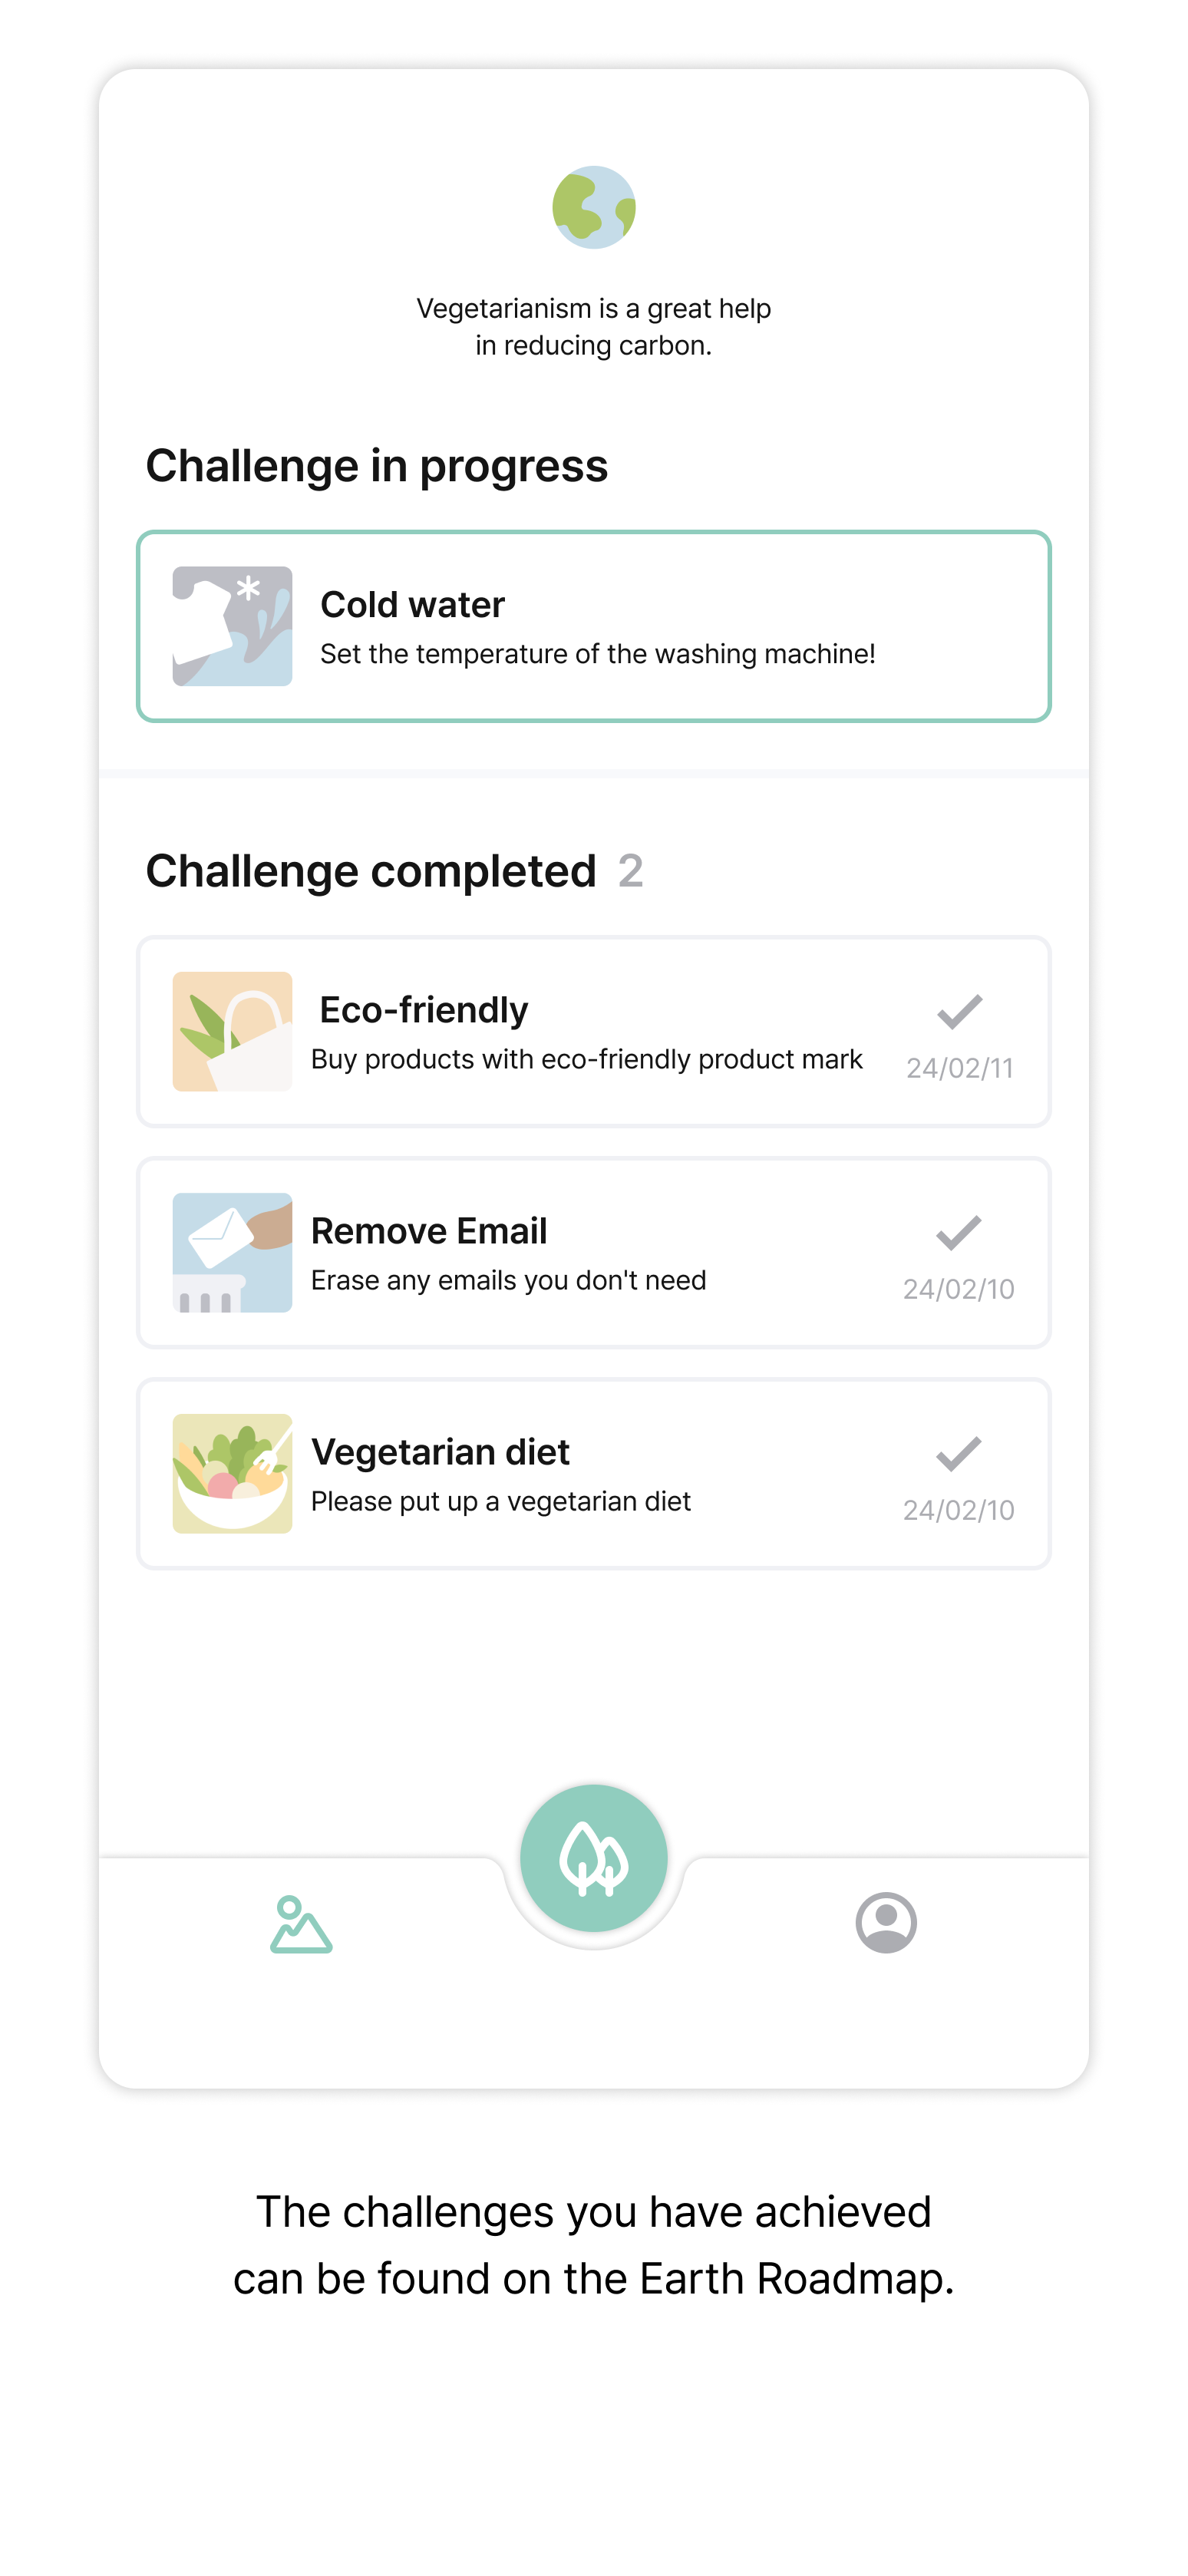 Vegetarianism is a great help
in reducing carbon.
Challenge in progress
Cold water
Set the temperature of the washing machine!
Challenge completed 2
Eco-friendly
Buy products with eco-friendly product mark
24/02/11
Remove Email
Erase any emails you don't need
24/02/10
Vegetarian diet
Please put up a vegetarian diet
24/02/10
The challenges you have achieved
can be found on the Earth Roadmap.